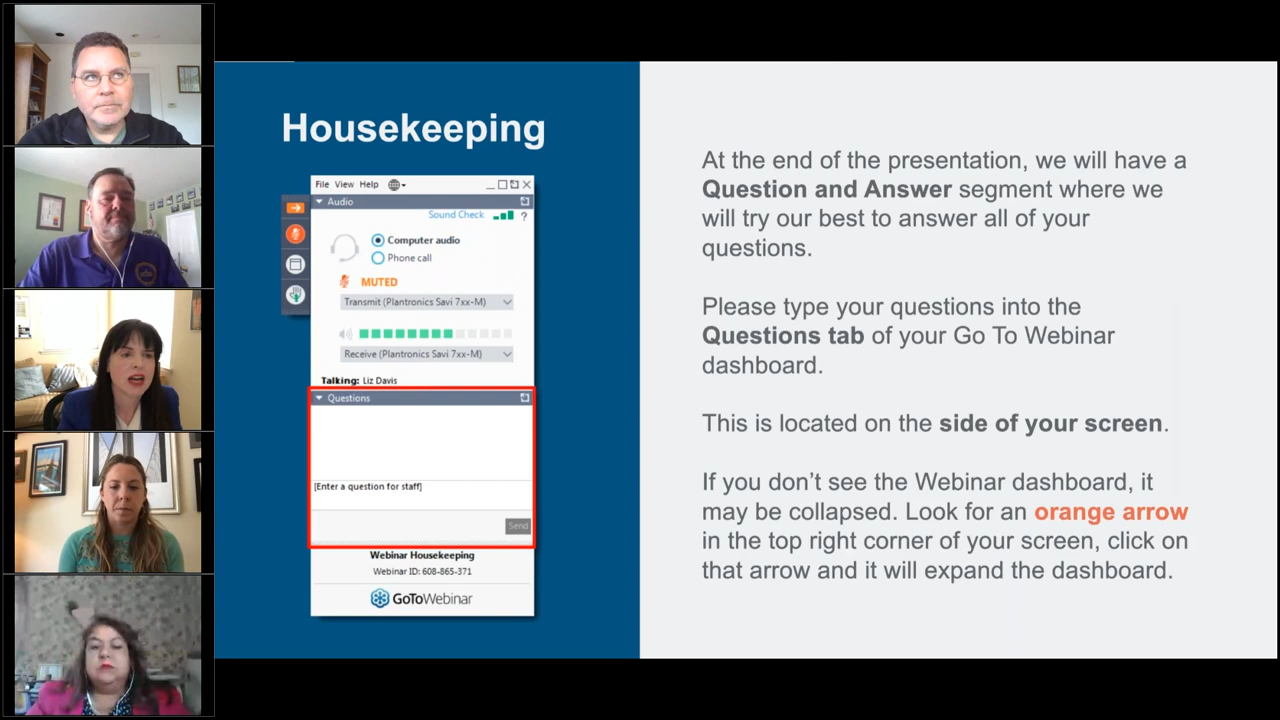 Housekeeping
File View Help
Audio
Sound Check ?
Computer audio
Phone call
MUTED
Transmit (Plantronics Savi 7xx-M)
Receive (Plantronics Savi 7xx-M)
Talking: Liz Davis
Questions
[Enter a question for staff]
Send
Webinar Housekeeping
Webinar ID: 608-865-371
GoToWebinar
At the end of the presentation, we will have a
Question and Answer segment where we
will try our best to answer all of your
questions.
Please type your questions into the
Questions tab of your Go To Webinar
dashboard.
This is located on the side of your screen.
If you don’t see the Webinar dashboard, it
may be collapsed. Look for an orange arrow
in the top right corner of your screen, click on
that arrow and it will expand the dashboard.